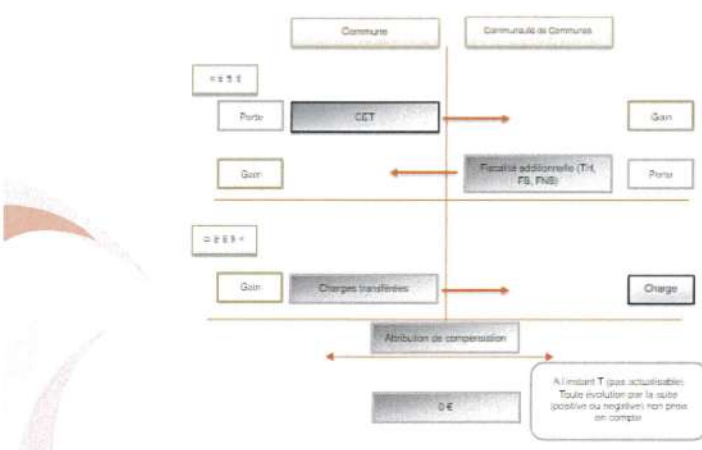 Commune
Communauté de Communes
Perte
CET
Gain
Gain
Fiscalité additionnelle (TH,
FB, FNB)
Perte
Gain
Charges transférées
Charge
Attribution de compensation
0 €
A l'instant T (pas actualisable)
Toute évolution par la suite
(positive ou négative) non prise
en compte